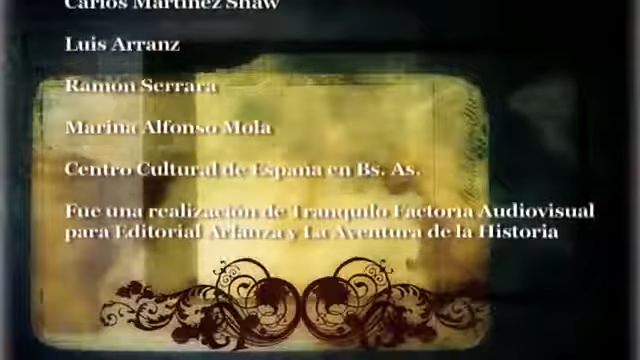 Carlos Martínez Shaw
Luis Arranz
Ramón Serrara
Marina Alfonso Mola
Centro Cultural de España en Bs. As.
Fue una realización de Tranquilo Factoría Audiovisual
para Editorial Arlanza y La Aventura de la Historia